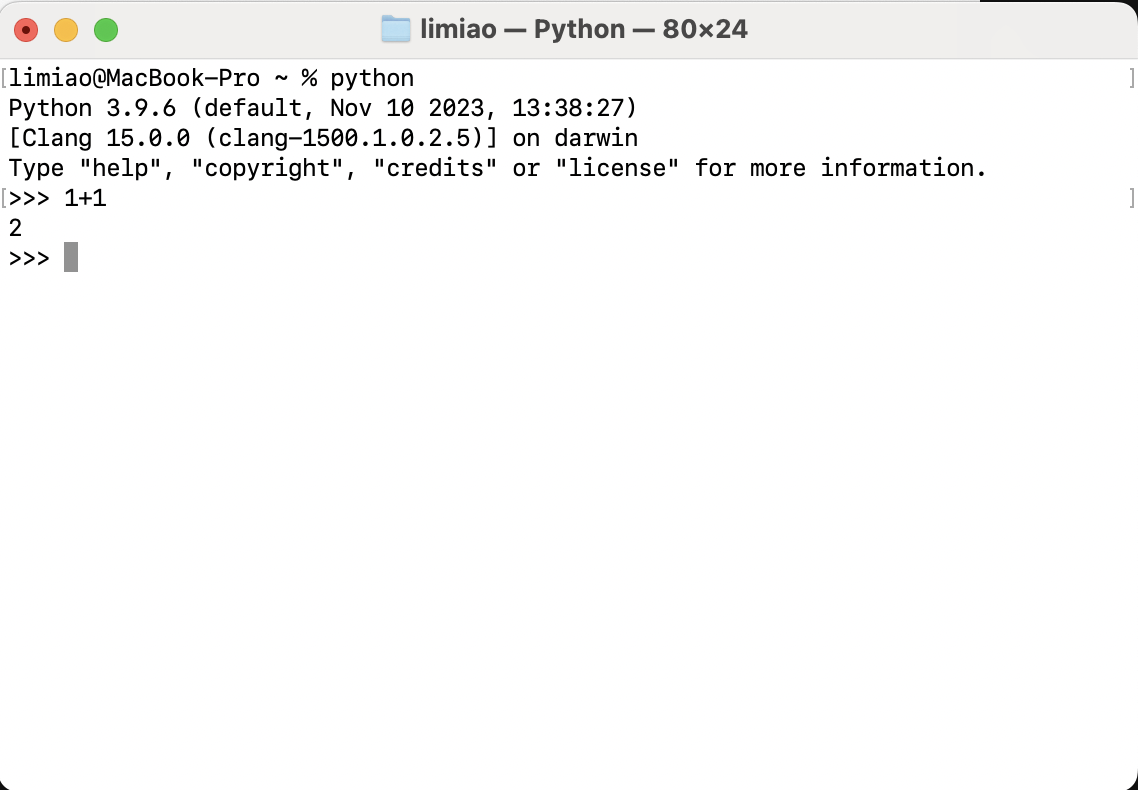 limiao — Python — 80×24
[limiao@MacBook-Pro ~ % python ]
Python 3.9.6 (default, Nov 10 2023, 13:38:27)
[Clang 15.0.0 (clang-1500.1.0.2.5)] on darwin
Type "help", "copyright", "credits" or "license" for more information.
[>>> 1+1 ]
2
>>>